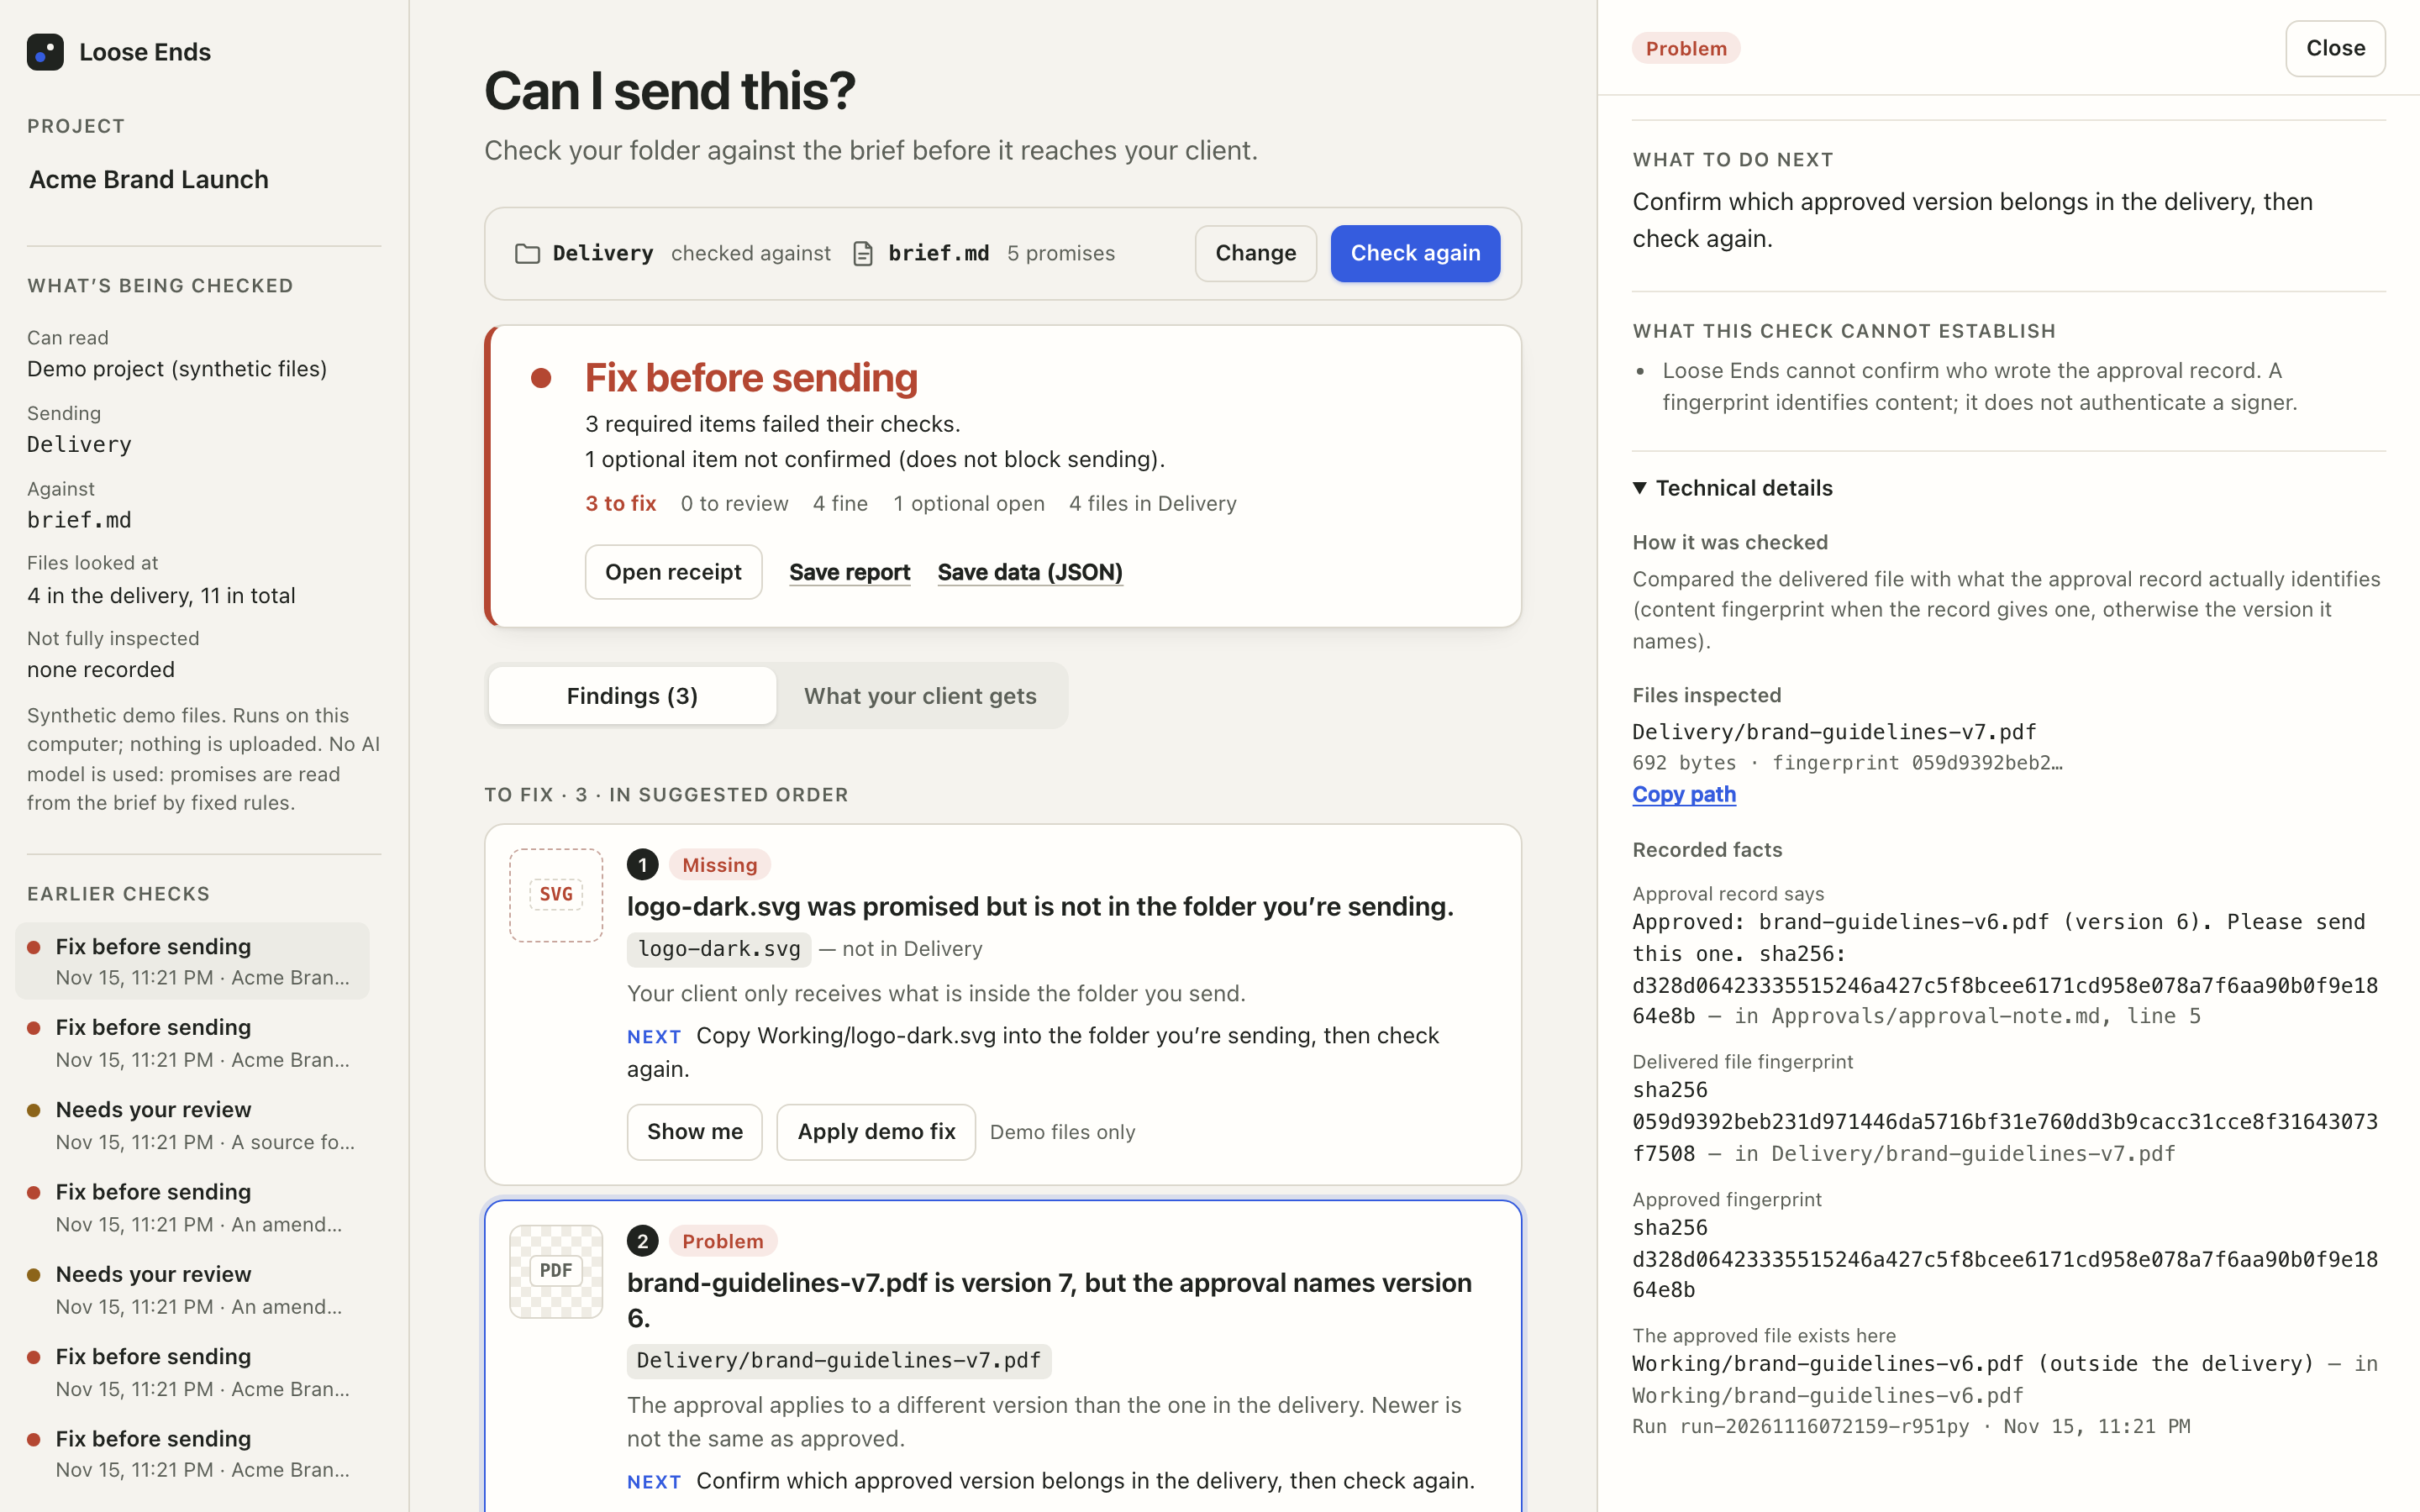 Loose Ends
PROJECT
Acme Brand Launch
WHAT’S BEING CHECKED
Can read
Demo project (synthetic files)
Sending
Delivery
Against
brief.md
Files looked at
4 in the delivery, 11 in total
Not fully inspected
none recorded
Synthetic demo files. Runs on this
computer; nothing is uploaded. No AI
model is used: promises are read
from the brief by fixed rules.
EARLIER CHECKS
Fix before sending
Nov 15, 11:21 PM · Acme Bran...
Fix before sending
Nov 15, 11:21 PM · Acme Bran...
Needs your review
Nov 15, 11:21 PM · A source fo...
Fix before sending
Nov 15, 11:21 PM · An amend...
Needs your review
Nov 15, 11:21 PM · An amend...
Fix before sending
Nov 15, 11:21 PM · Acme Bran...
Fix before sending
Nov 15, 11:21 PM · Acme Bran...
Can I send this?
Check your folder against the brief before it reaches your client.
Delivery checked against brief.md 5 promises Change Check again
Fix before sending
3 required items failed their checks.
1 optional item not confirmed (does not block sending).
3 to fix 0 to review 4 fine 1 optional open 4 files in Delivery
Open receipt Save report Save data (JSON)
Findings (3) What your client gets
TO FIX · 3 · IN SUGGESTED ORDER
SVG
1 Missing
logo-dark.svg was promised but is not in the folder you’re sending.
logo-dark.svg — not in Delivery
Your client only receives what is inside the folder you send.
NEXT Copy Working/logo-dark.svg into the folder you’re sending, then check
again.
Show me Apply demo fix Demo files only
PDF
2 Problem
brand-guidelines-v7.pdf is version 7, but the approval names version
6.
Delivery/brand-guidelines-v7.pdf
The approval applies to a different version than the one in the delivery. Newer is
not the same as approved.
NEXT Confirm which approved version belongs in the delivery, then check again.
Problem Close
WHAT TO DO NEXT
Confirm which approved version belongs in the delivery, then
check again.
WHAT THIS CHECK CANNOT ESTABLISH
• Loose Ends cannot confirm who wrote the approval record. A
fingerprint identifies content; it does not authenticate a signer.
▼ Technical details
How it was checked
Compared the delivered file with what the approval record actually identifies
(content fingerprint when the record gives one, otherwise the version it
names).
Files inspected
Delivery/brand-guidelines-v7.pdf
692 bytes · fingerprint 059d9392beb2…
Copy path
Recorded facts
Approval record says
Approved: brand-guidelines-v6.pdf (version 6). Please send
this one. sha256:
d328d06423335515246a427c5f8bcee6171cd958e078a7f6aa90b0f9e18
64e8b — in Approvals/approval-note.md, line 5
Delivered file fingerprint
sha256
059d9392beb231d971446da5716bf31e760dd3b9cacc31cce8f31643073
f7508 — in Delivery/brand-guidelines-v7.pdf
Approved fingerprint
sha256
d328d06423335515246a427c5f8bcee6171cd958e078a7f6aa90b0f9e18
64e8b
The approved file exists here
Working/brand-guidelines-v6.pdf (outside the delivery) — in
Working/brand-guidelines-v6.pdf
Run run-20261116072159-r951py · Nov 15, 11:21 PM